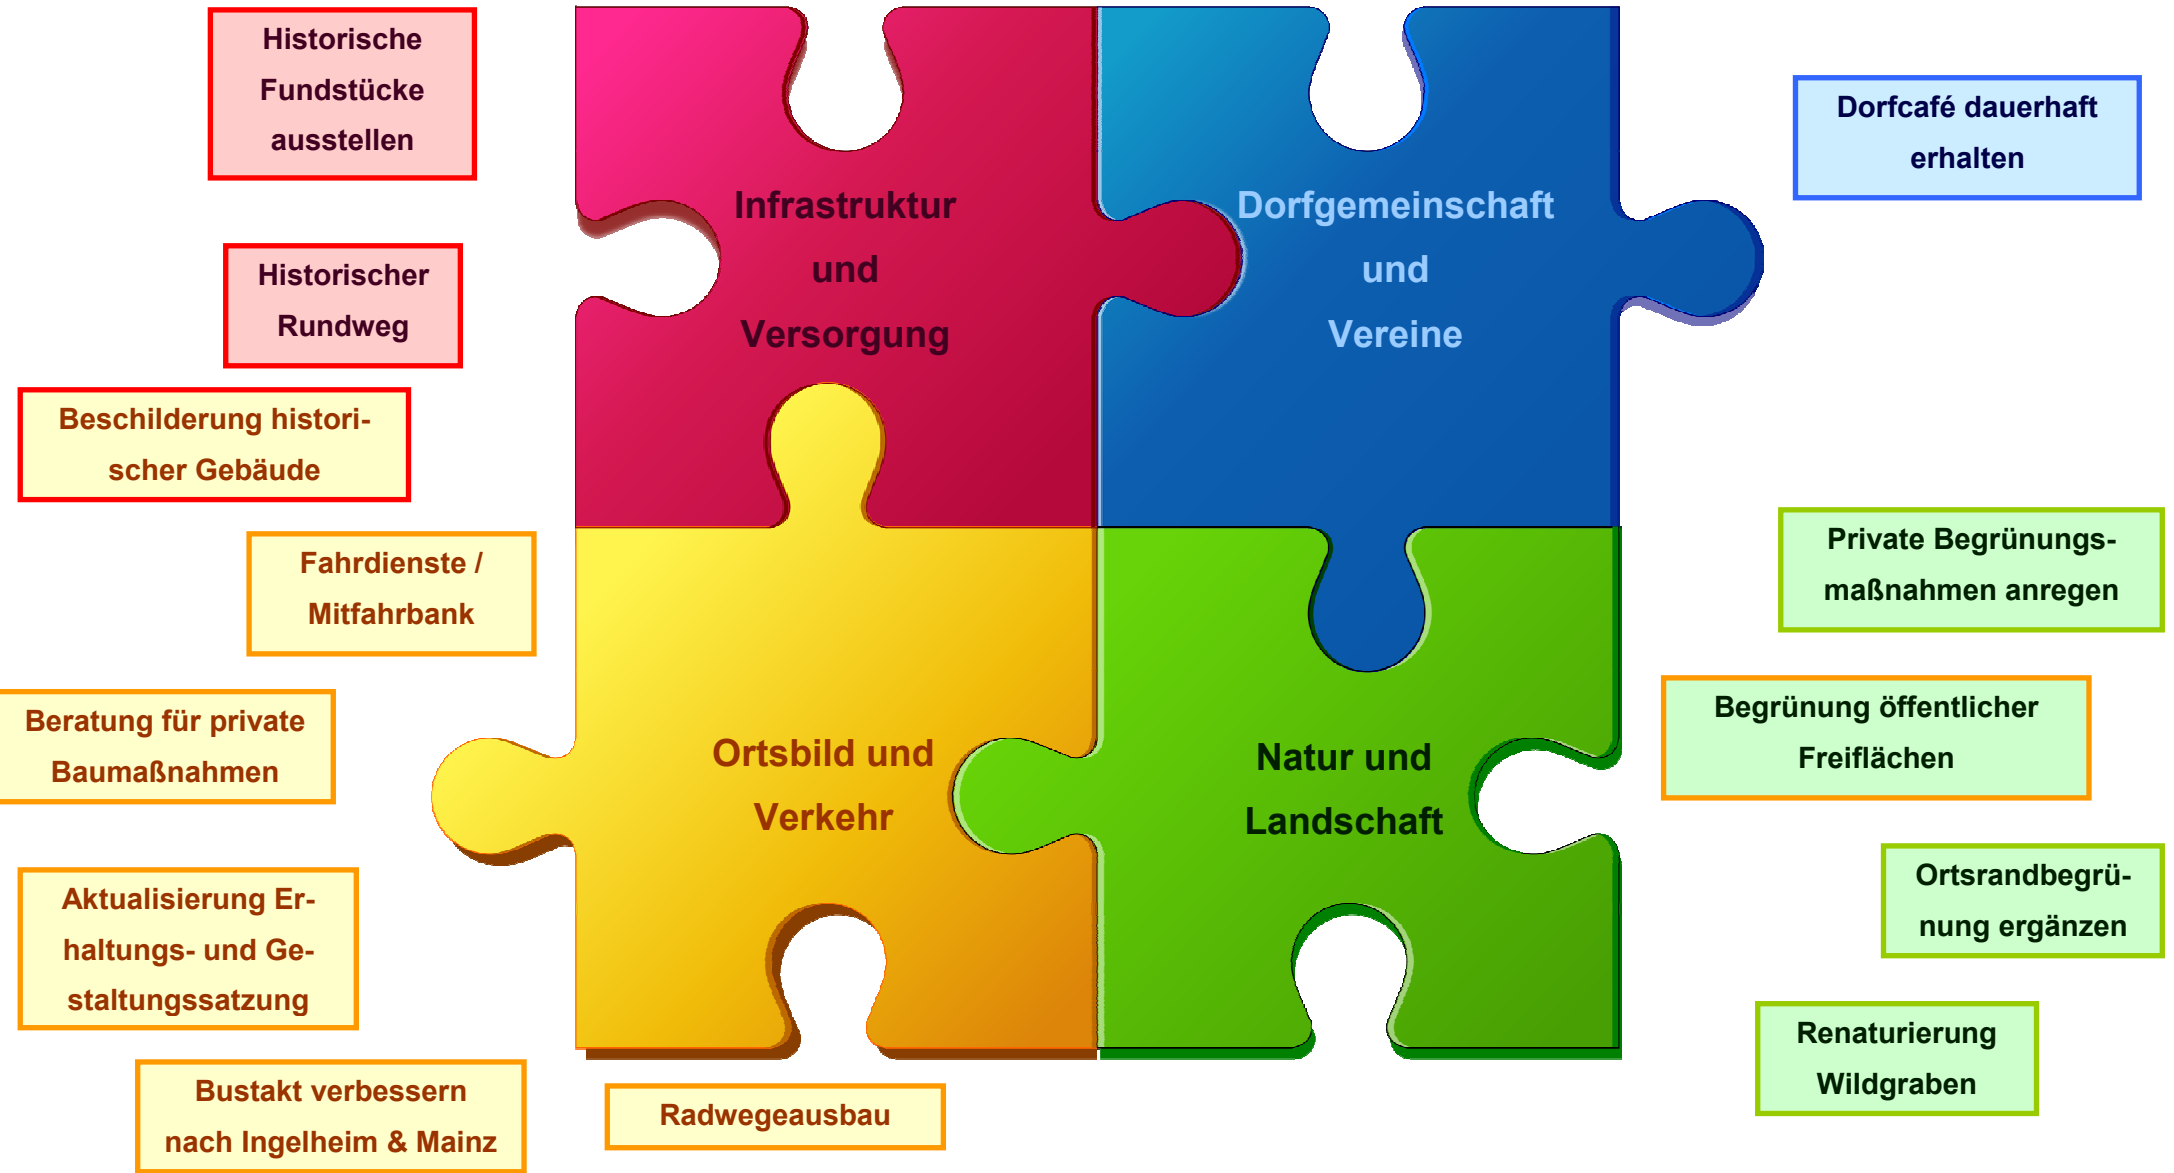 Historische
Fundstücke
ausstellen
Historischer
Rundweg
Beschilderung histori-
scher Gebäude
Fahrdienste /
Mitfahrbank
Beratung für private
Baumaßnahmen
Aktualisierung Er-
haltungs- und Ge-
staltungssatzung
Bustakt verbessern
nach Ingelheim & Mainz
Radwegeausbau
Infrastruktur
und
Versorgung
Dorfgemeinschaft
und
Vereine
Ortsbild und
Verkehr
Natur und
Landschaft
Dorfcafé dauerhaft
erhalten
Private Begrünungs-
maßnahmen anregen
Begrünung öffentlicher
Freiflächen
Ortsrandbegrü-
nung ergänzen
Renaturierung
Wildgraben